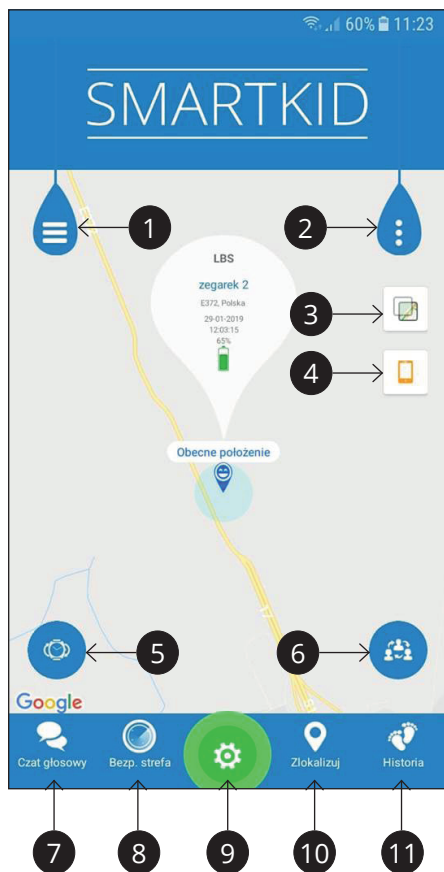 60% 11:23
SMARTKID
1
2
LBS
zegarek 2
E372, Polska
29-01-2019
12:03:15
65%
3
4
Obecne położenie
5
6
Google
Czat głosowy
Bezp. strefa
Zlokalizuj
Historia
7
8
9
10
11